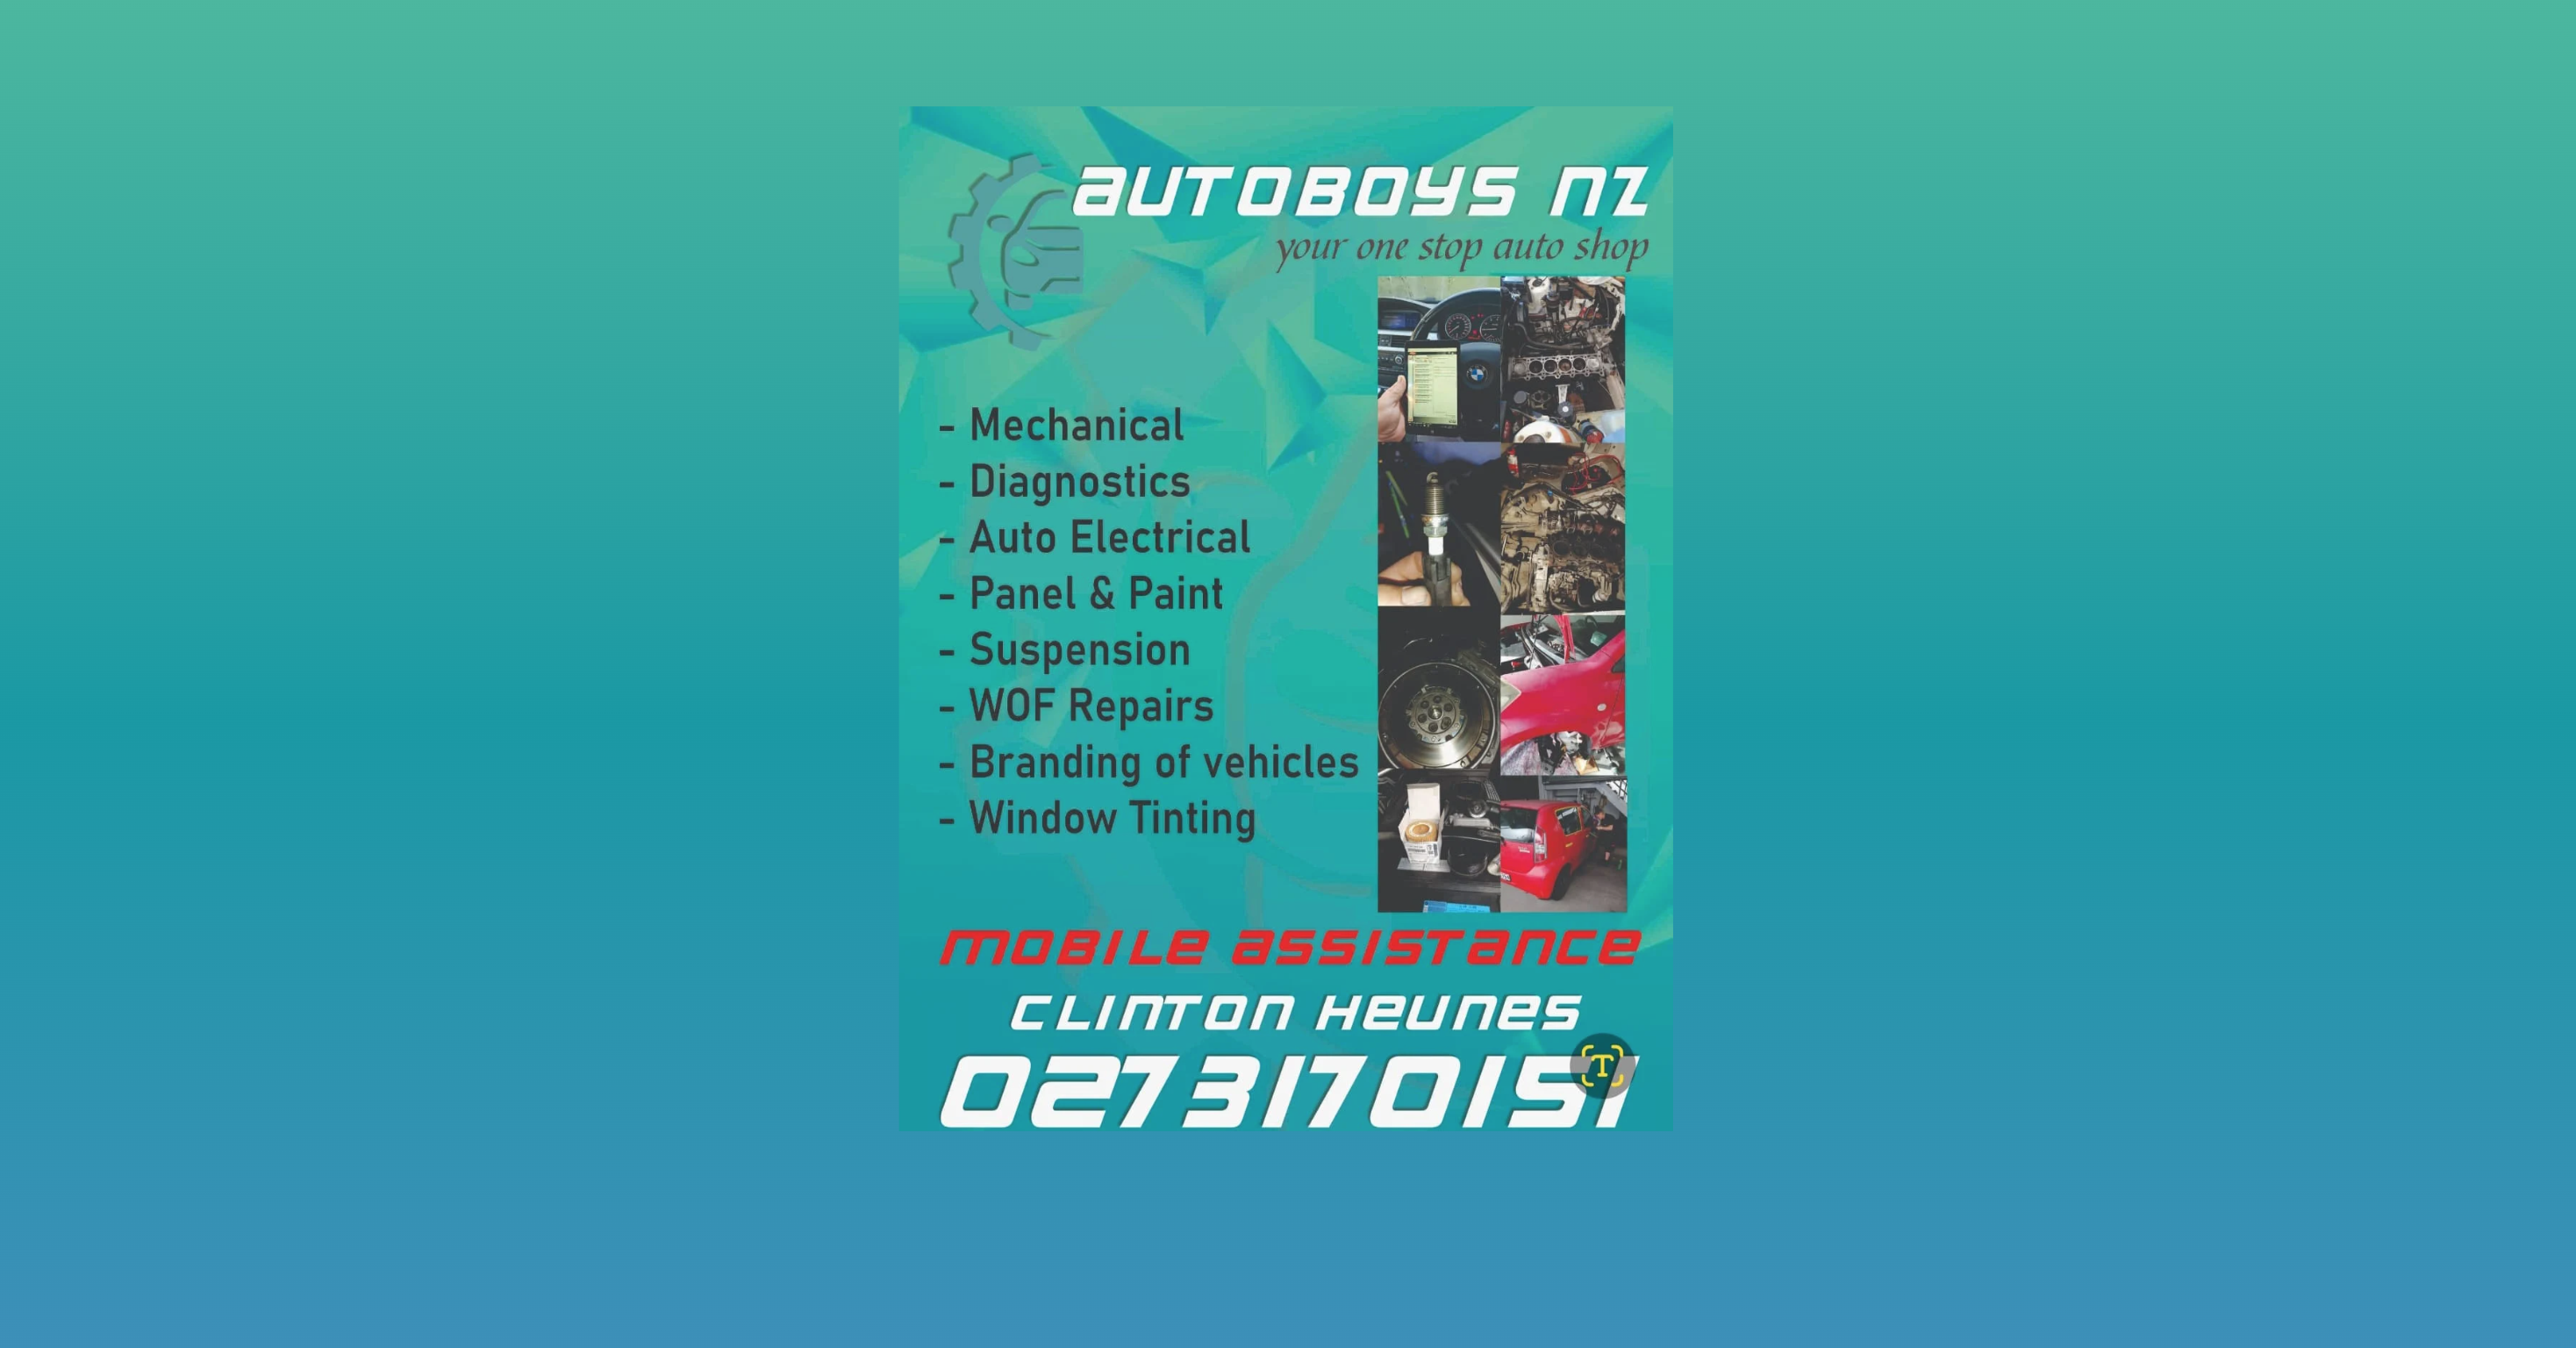 AUTOBOYS NZ
your one stop auto shop
- Mechanical
- Diagnostics
- Auto Electrical
- Panel & Paint
- Suspension
- WOF Repairs
- Branding of vehicles
- Window Tinting
MOBILE ASSISTANCE
CLINTON HEUNES
0273170151